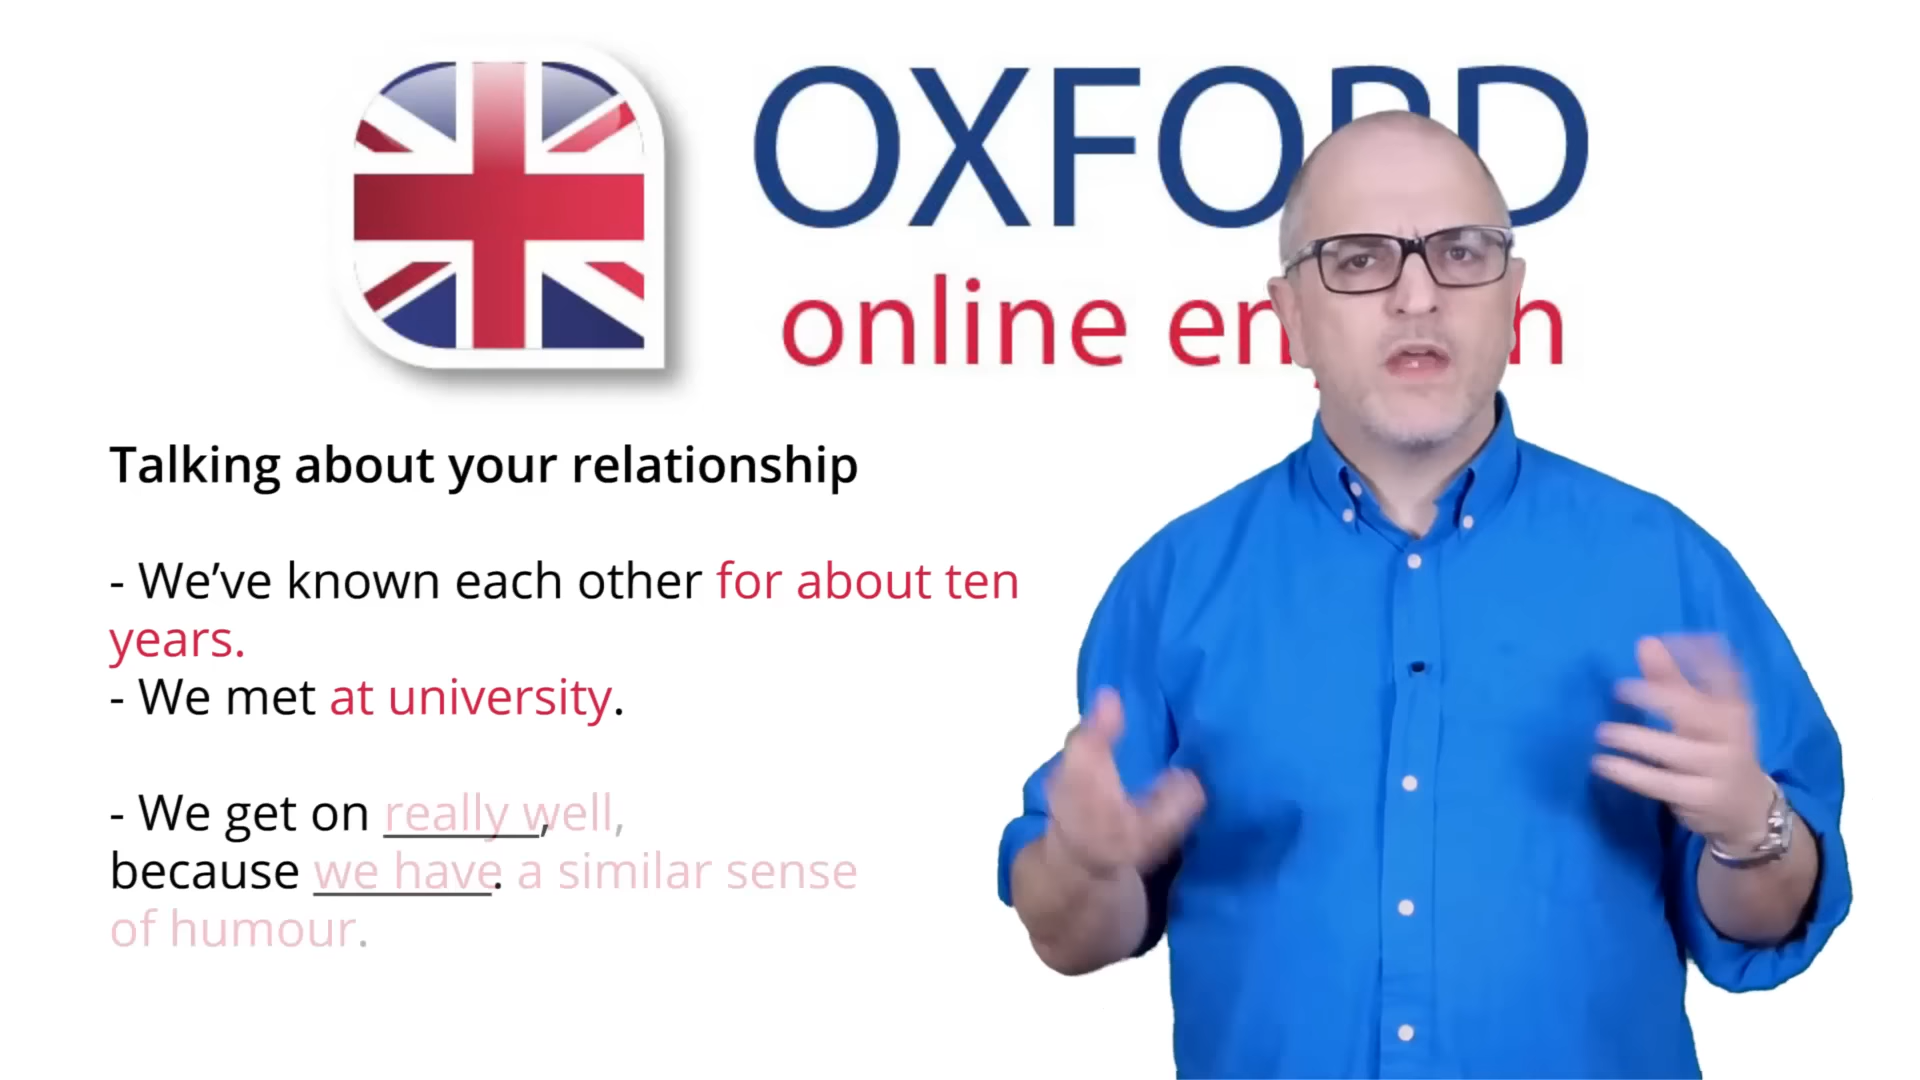 OXFORD
online en h
Talking about your relationship
- We’ve known each other for about ten
years.
- We met at university.
- We get on really well,
because we have a similar sense
of humour.